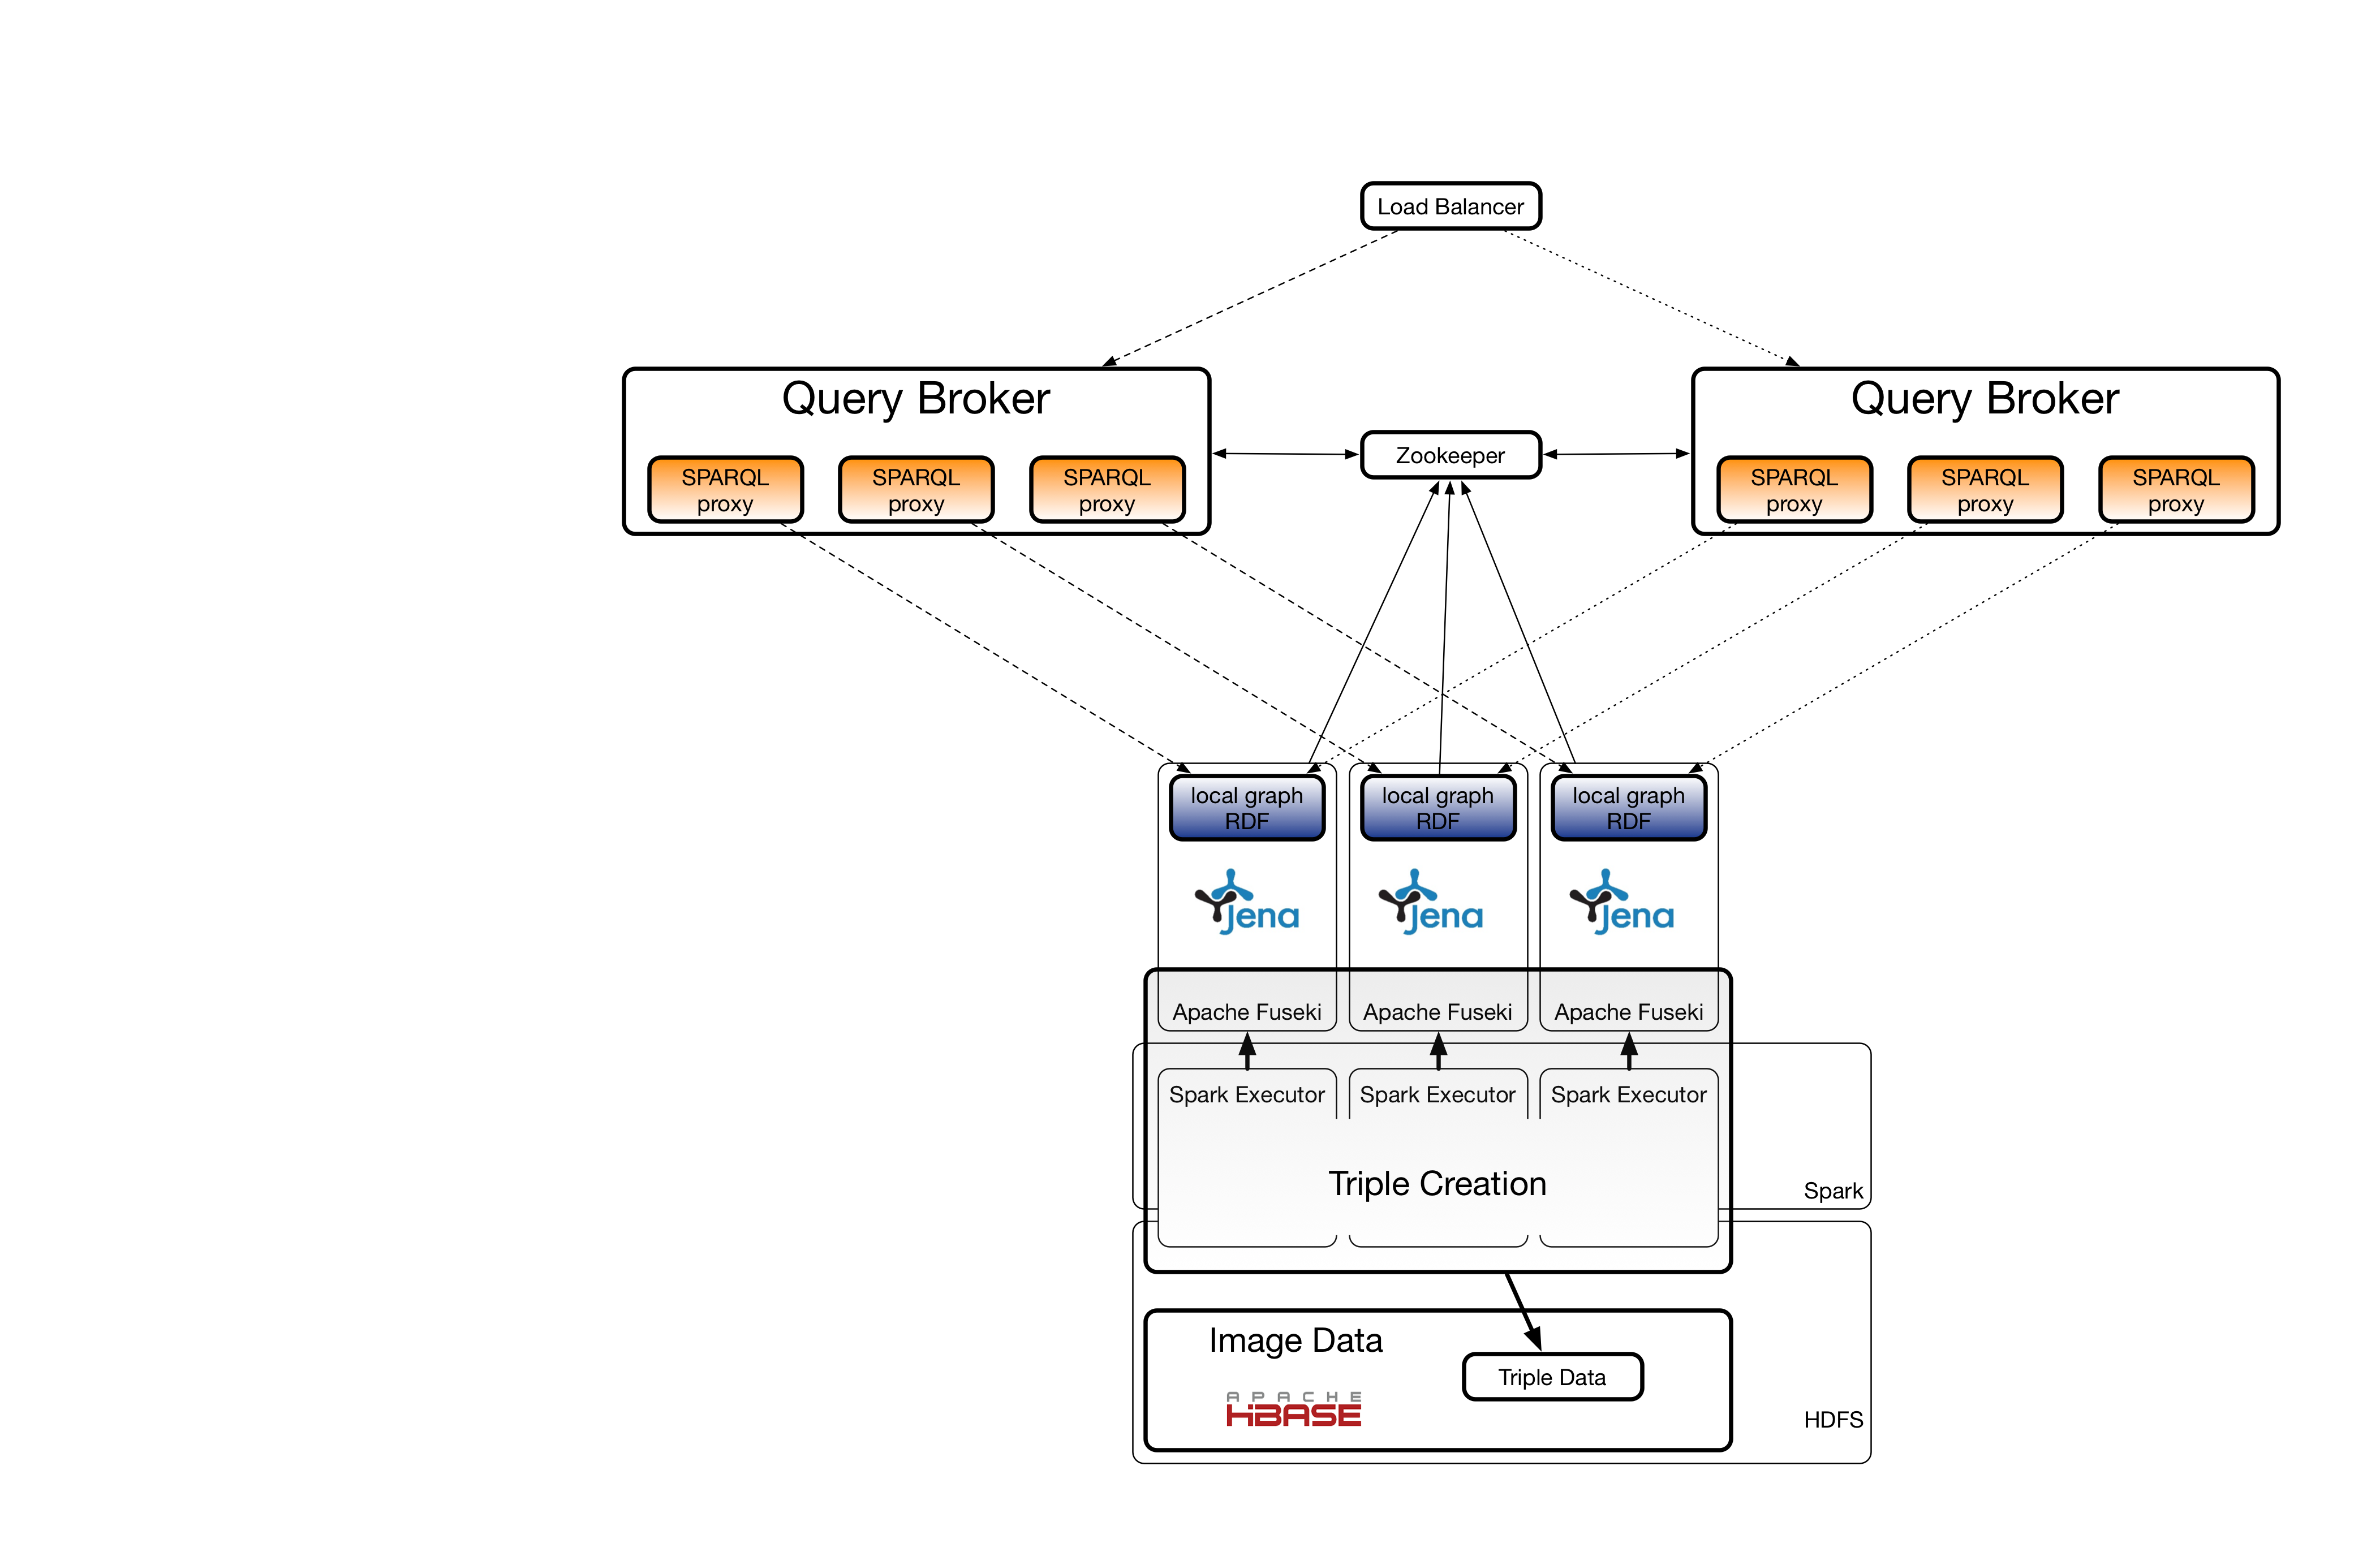 Load Balancer
Query Broker
Query Broker
Zookeeper
SPARQL
proxy
SPARQL
proxy
SPARQL
proxy
SPARQL
proxy
SPARQL
proxy
SPARQL
proxy
local graph
RDF
local graph
RDF
local graph
RDF
Jena
Jena
Jena
Apache Fuseki
Apache Fuseki
Apache Fuseki
Spark Executor
Spark Executor
Spark Executor
Triple Creation
Spark
Image Data
Triple Data
APACHE
HBASE
HDFS